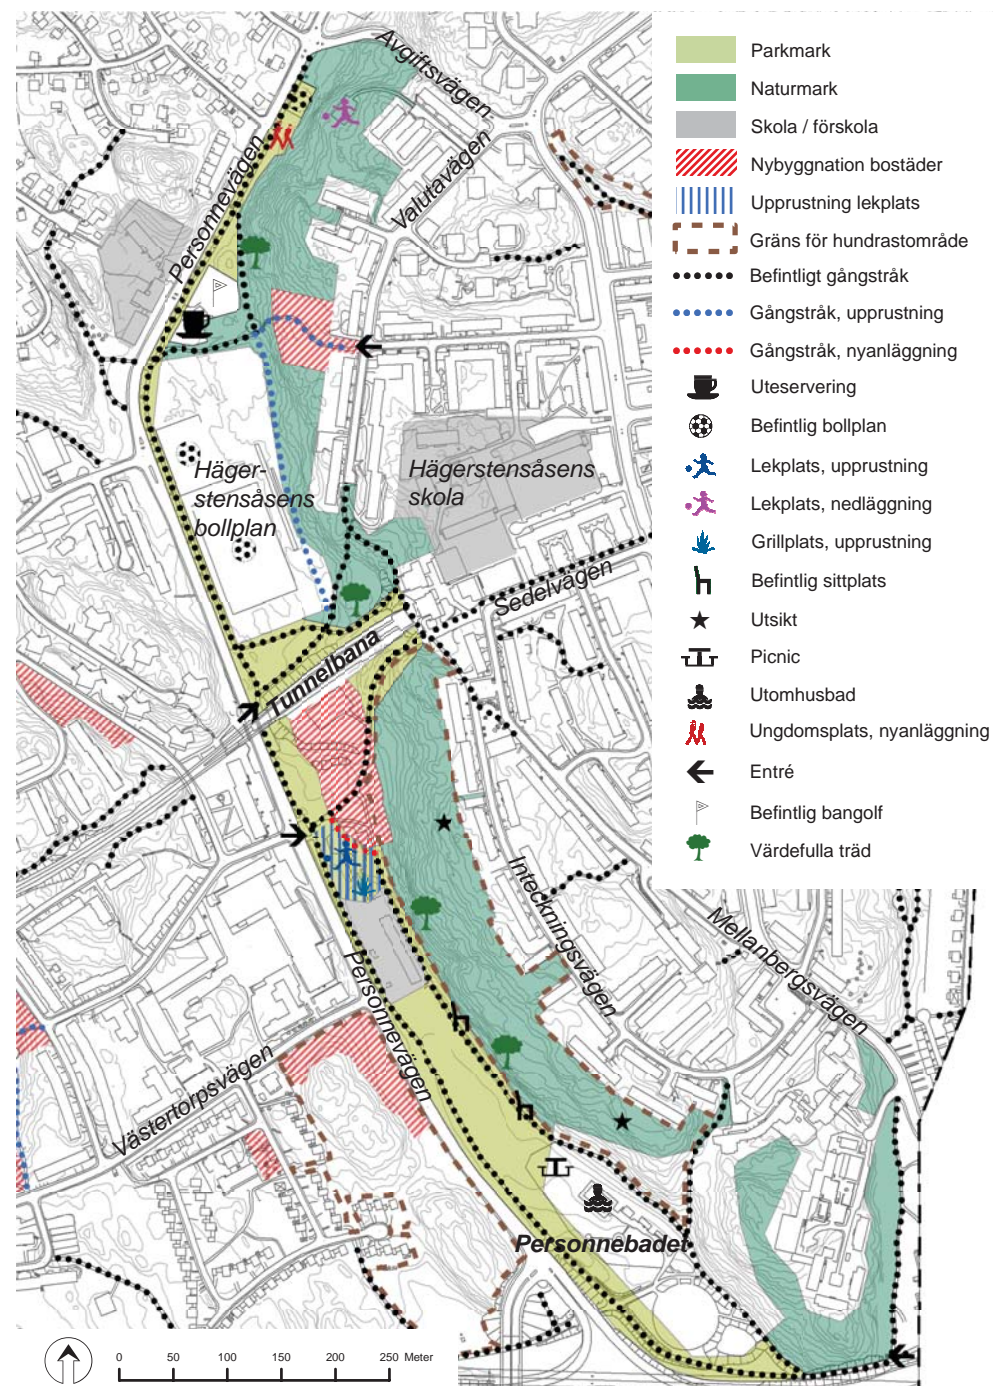 Avgiftsvägen
Valutavägen
Personnevägen
Häger-
stensåsens
bollplan
Hägerstensåsens
skola
Sedelvägen
Tunnelbana
Inteckningsvägen
Mellanbergsvägen
Personnevägen
Västertorpsvägen
Personnebadet
0 50 100 150 200 250 Meter
Parkmark
Naturmark
Skola / förskola
Nybyggnation bostäder
Upprustning lekplats
Gräns för hundrastområde
Befintligt gångstråk
Gångstråk, upprustning
Gångstråk, nyanläggning
Uteservering
Befintlig bollplan
Lekplats, upprustning
Lekplats, nedläggning
Grillplats, upprustning
Befintlig sittplats
Utsikt
Picnic
Utomhusbad
Ungdomsplats, nyanläggning
Entré
Befintlig bangolf
Värdefulla träd